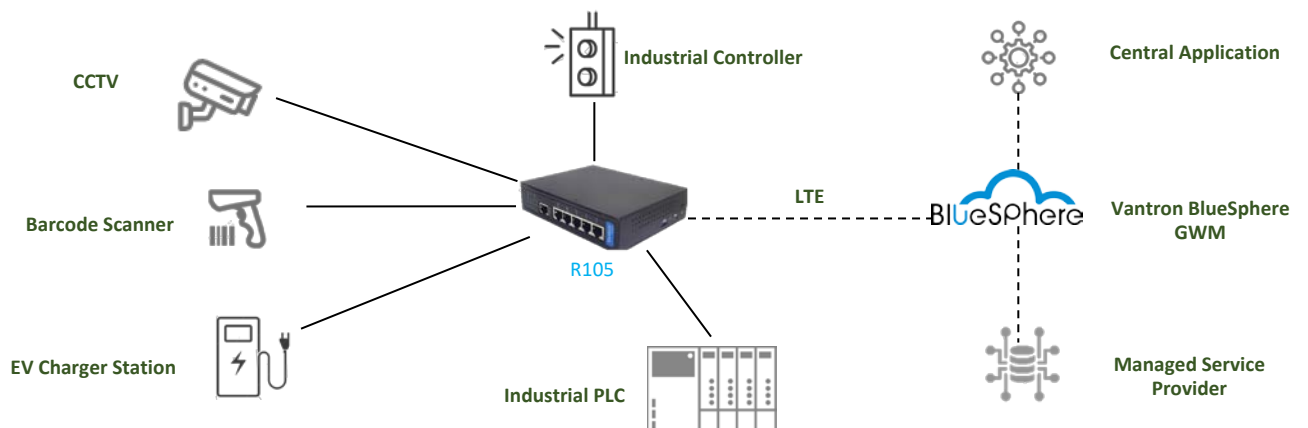 Industrial Controller
Central Application
CCTV
LTE
BLUeSPhere
Barcode Scanner
Vantron BlueSphere
GWM
R105
EV Charger Station
Industrial PLC
Managed Service
Provider